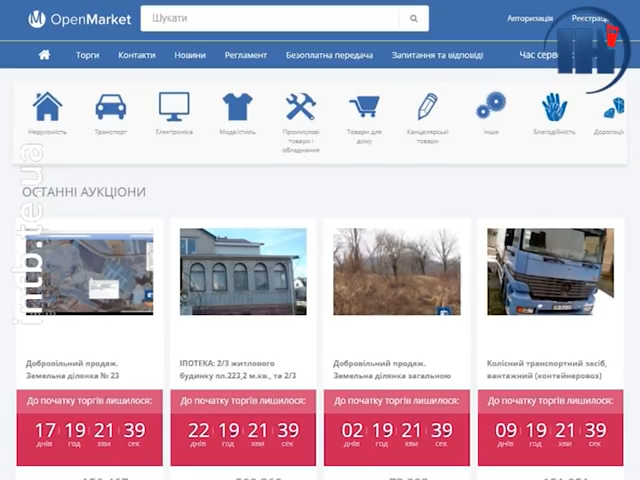 OpenMarket
Шукати
Авторизація
Реєстрація
Торги
Контакти
Новини
Регламент
Безоплатна передача
Запитання та відповіді
Час
Нерухомість
Транспорт
Електроніка
Мода/стиль
Промислові
товари і
обладнання
Товари для
дому
Канцелярські
товари
Інше
Благодійність
intb.te.ua
ОСТАННІ АУКЦІОНИ
Добровільний продаж.
Земельна ділянка № 23
ІПОТЕКА: 2/3 житлового
будинку пл.223,2 м.кв., та 2/3
Добровільний продаж.
Земельна ділянка загальною
Колісний транспортний засіб,
вантажний (контейнеровоз)
До початку торгів лишилося:
17 19 21 39
днів год хви сек
До початку торгів лишилося:
22 19 21 39
днів год хви сек
До початку торгів лишилося:
02 19 21 39
днів год хви сек
До початку торгів лишилося:
09 19 21 39
днів год хви сек